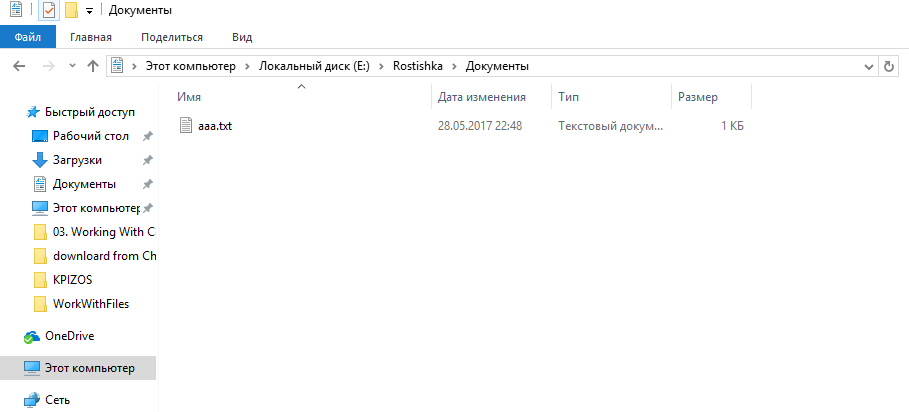 Документы
Файл Главная Поделиться Вид
Этот компьютер Локальный диск (E:) Rostishka Документы
Имя Дата изменения Тип Размер
Быстрый доступ
aaa.txt 28.05.2017 22:48 Текстовый докум... 1 КБ
Рабочий стол
Загрузки
Документы
Этот компьютер
03. Working With C
downloard from Ch
KPIZOS
WorkWithFiles
OneDrive
Этот компьютер
Сеть